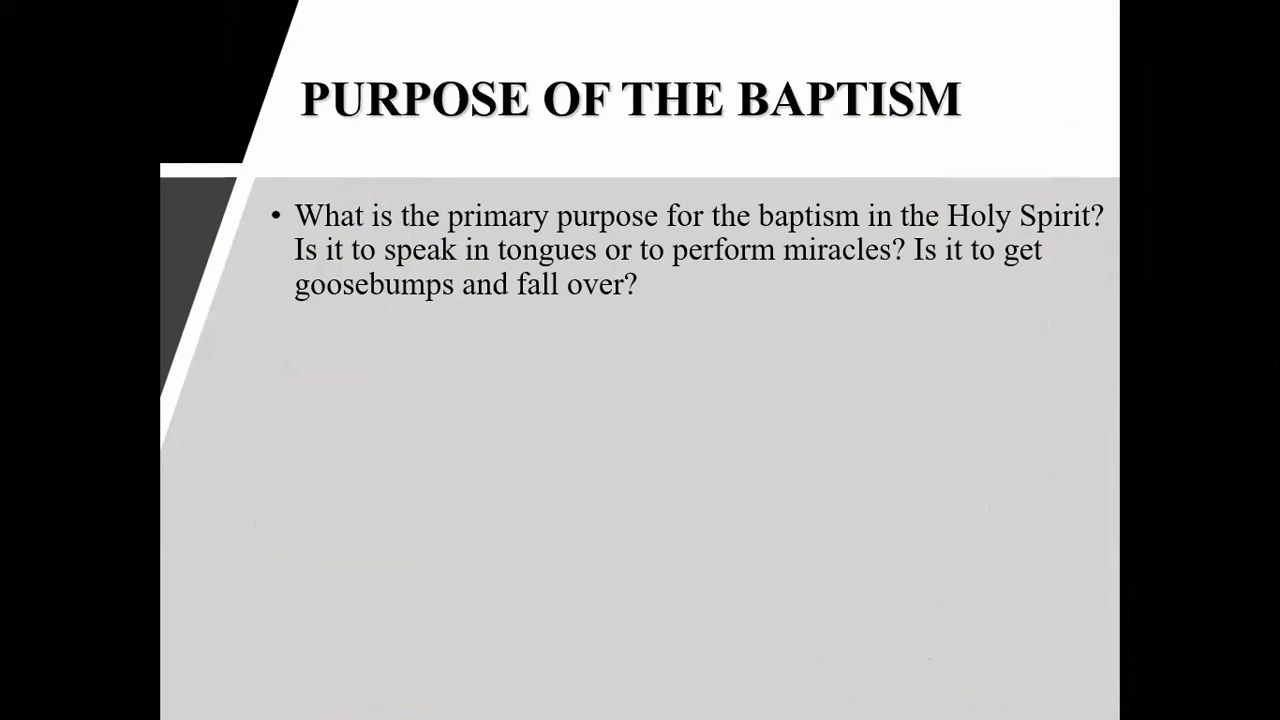 PURPOSE OF THE BAPTISM
• What is the primary purpose for the baptism in the Holy Spirit?
Is it to speak in tongues or to perform miracles? Is it to get
goosebumps and fall over?